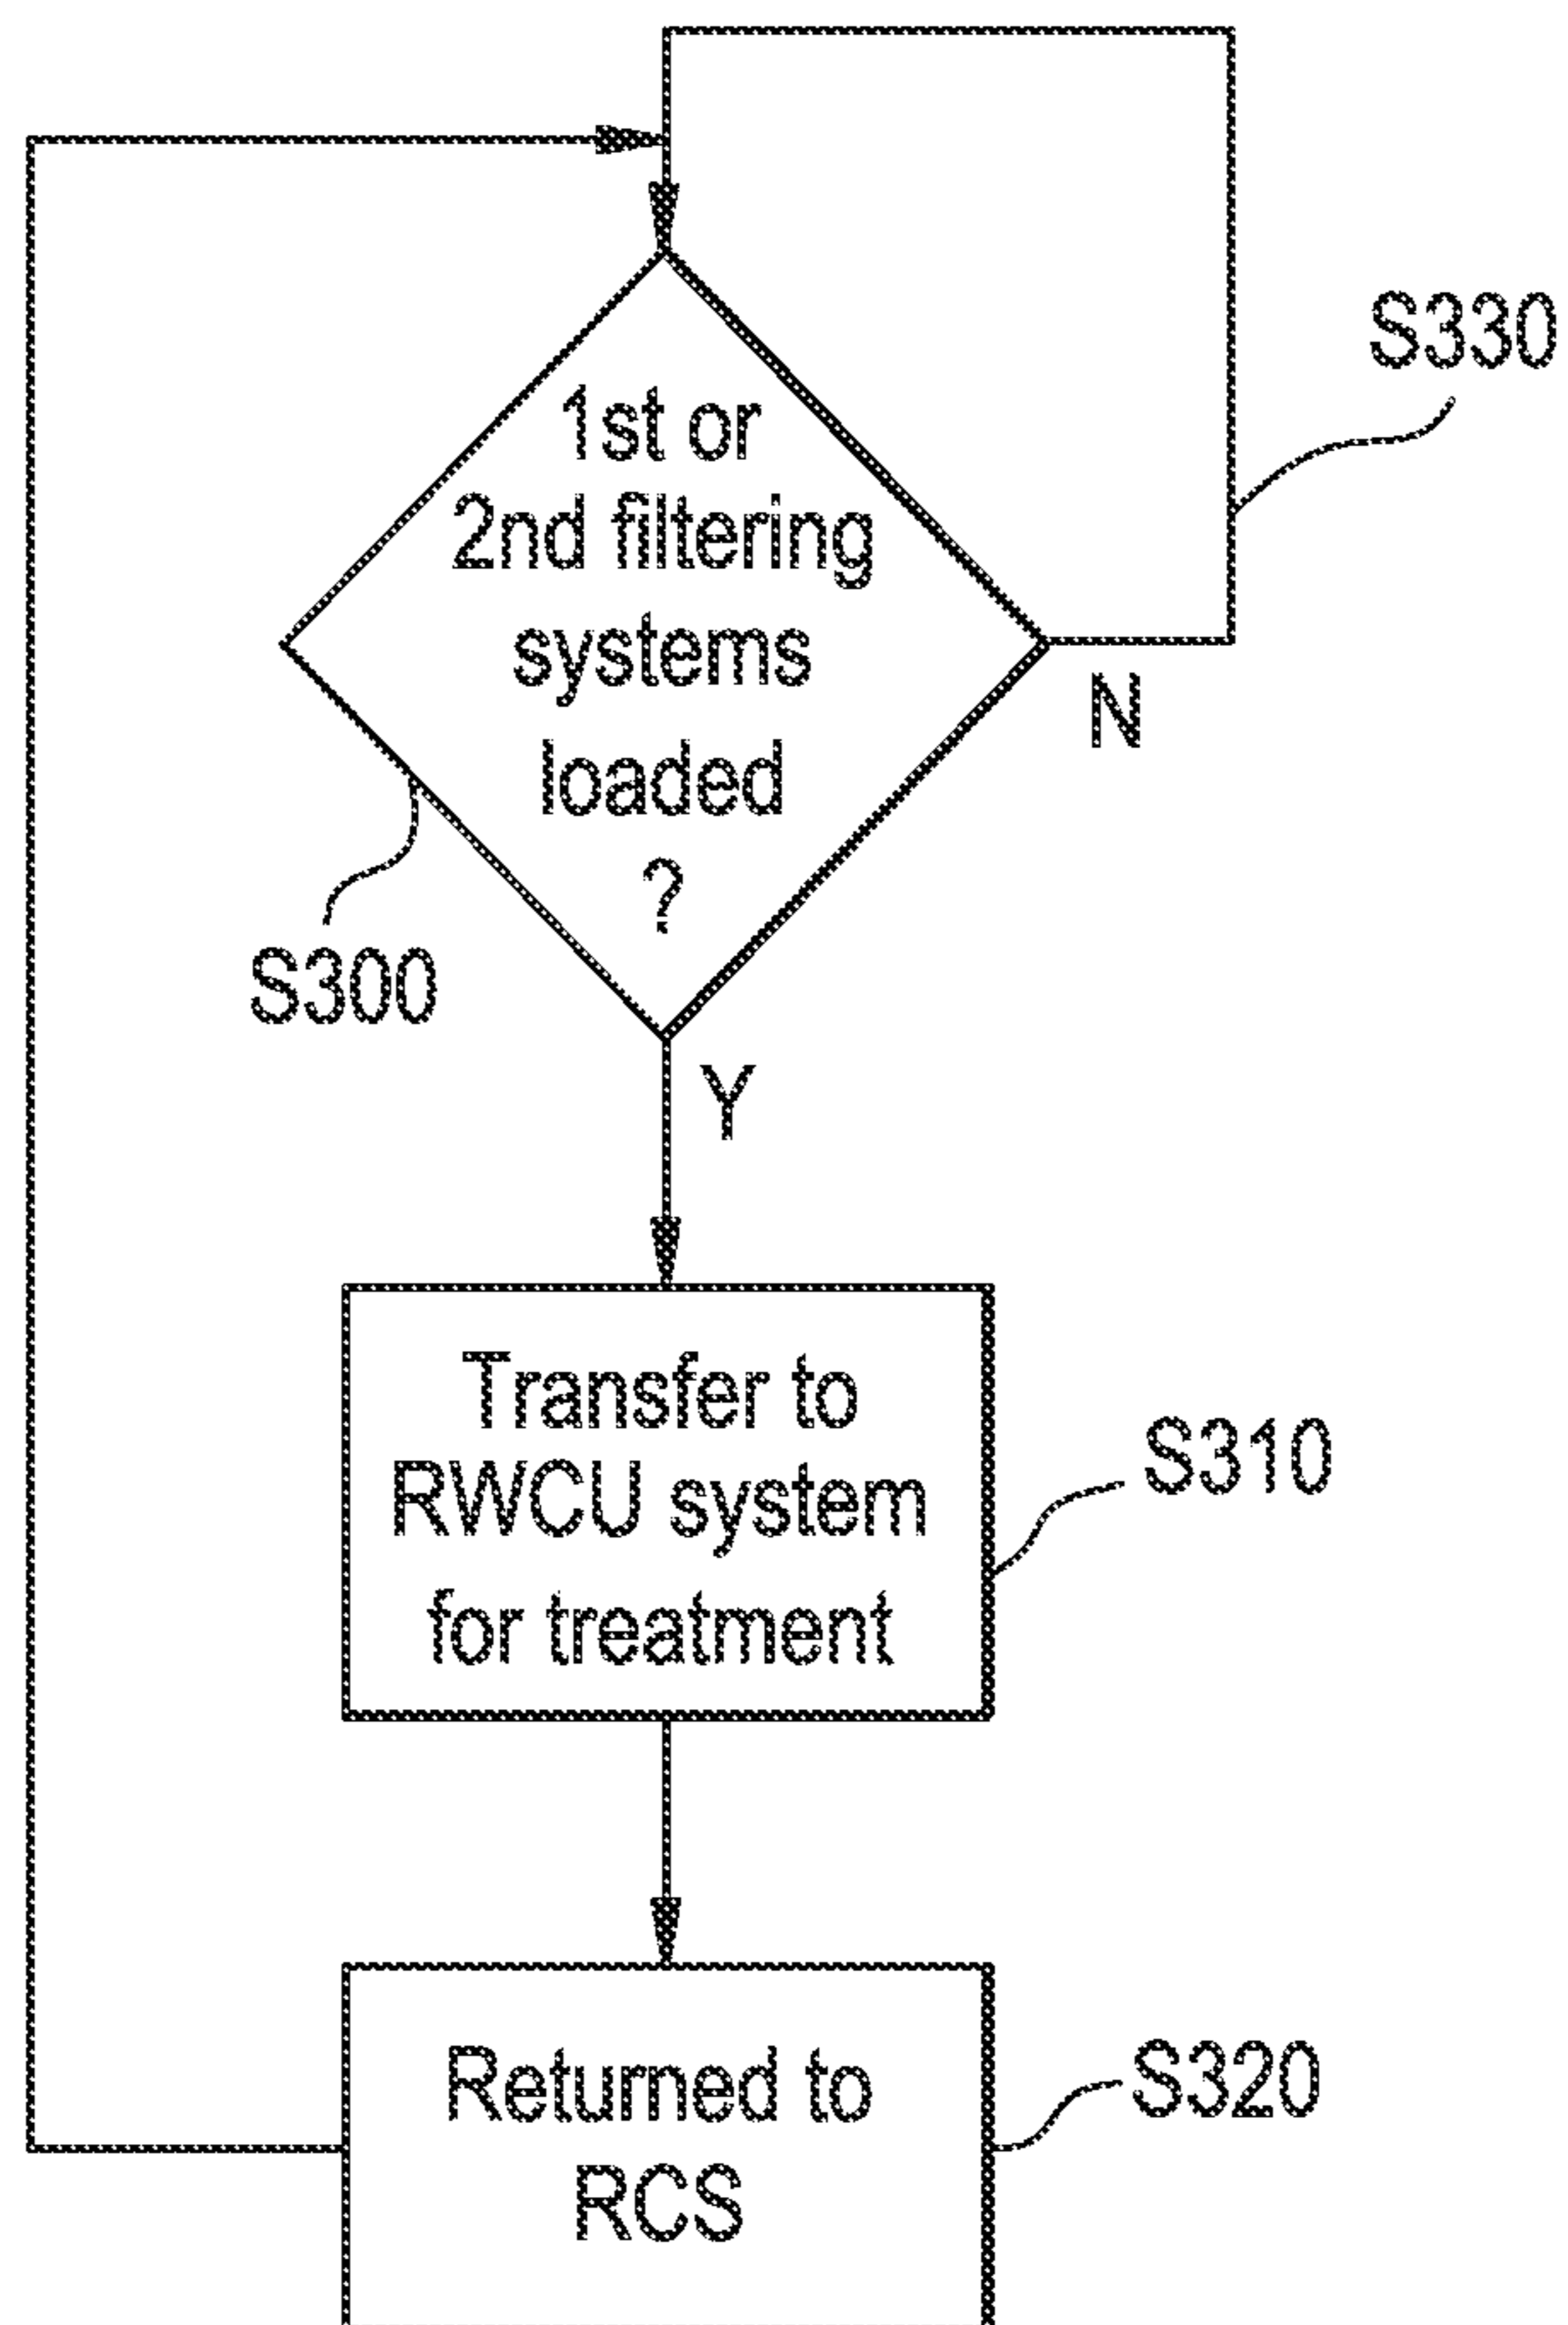 S330
1st or
2nd filtering
systems
loaded
?
N
S300
Y
Transfer to
RWCU system
for treatment
S310
Returned to
RCS
S320